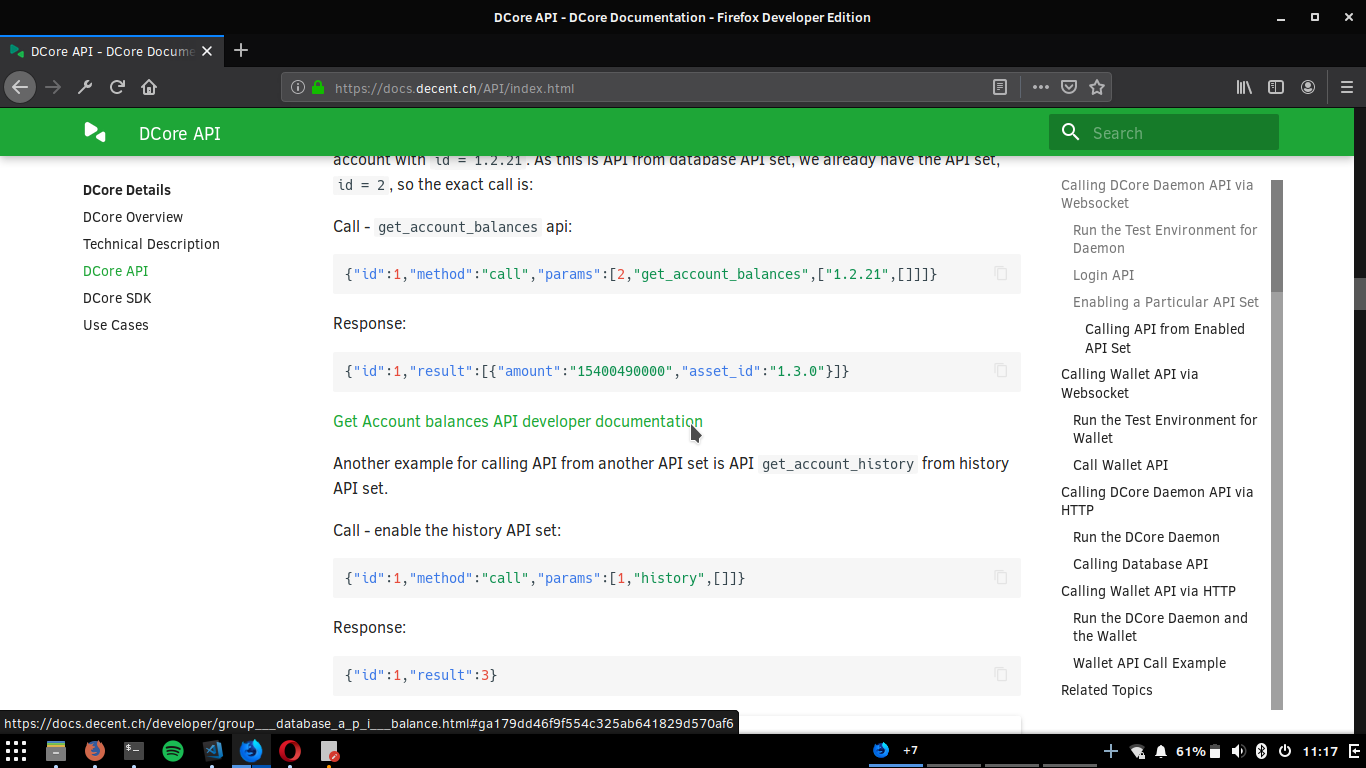 DCore API - DCore Documentation - Firefox Developer Edition
DCore API - DCore Docume
https://docs.decent.ch/API/index.html
DCore API
Search
DCore Details
DCore Overview
Technical Description
DCore API
DCore SDK
Use Cases
account with id = 1.2.21. As this is API from database API set, we already have the API set,
id = 2, so the exact call is:
Call - get_account_balances api:
{"id":1,"method":"call","params":[2,"get_account_balances",["1.2.21",[]]]}
Response:
{"id":1,"result":[{"amount":"15400490000","asset_id":"1.3.0"}]}
Get Account balances API developer documentation
Another example for calling API from another API set is API get_account_history from history
API set.
Call - enable the history API set:
{"id":1,"method":"call","params":[1,"history",[]]}
Response:
{"id":1,"result":3}
Calling DCore Daemon API via
Websocket
Run the Test Environment for
Daemon
Login API
Enabling a Particular API Set
Calling API from Enabled
API Set
Calling Wallet API via
Websocket
Run the Test Environment for
Wallet
Call Wallet API
Calling DCore Daemon API via
HTTP
Run the DCore Daemon
Calling Database API
Calling Wallet API via HTTP
Run the DCore Daemon and
the Wallet
Wallet API Call Example
Related Topics
https://docs.decent.ch/developer/group___database_a_p_i___balance.html#ga179dd46f9f554c325ab641829d570af6
+7
61%
11:17